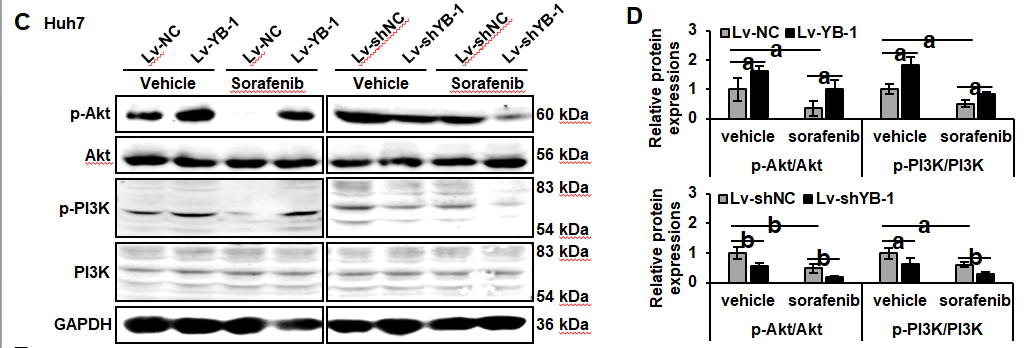 C Huh7
Lv-NC Lv-YB-1 Lv-NC Lv-YB-1 Lv-shNC Lv-shYB-1 Lv-shNC Lv-shYB-1
Vehicle Sorafenib Vehicle Sorafenib
p-Akt 60 kDa
Akt 56 kDa
83 kDa
p-PI3K
54 kDa
83 kDa
PI3K
54 kDa
GAPDH 36 kDa
D
Relative protein
expressions
3
2
1
0
Lv-NC Lv-YB-1
a a
a a a a
vehicle sorafenib vehicle sorafenib
p-Akt/Akt p-PI3K/PI3K
Relative protein
expressions
3
2
1
0
Lv-shNC Lv-shYB-1
b a
b b a b
vehicle sorafenib vehicle sorafenib
p-Akt/Akt p-PI3K/PI3K